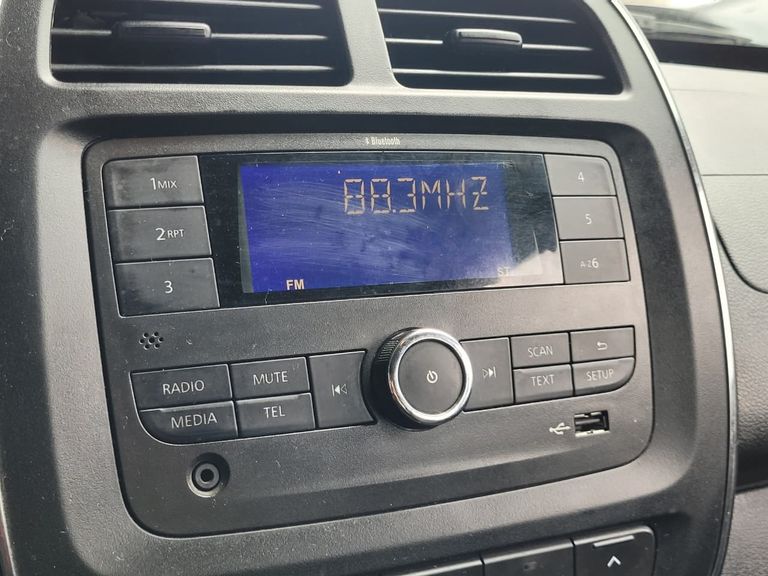 Bluetooth
1MIX
88.3MHZ
4
2RPT
5
3
FM
ST
A-Z6
RADIO
MUTE
SCAN
MEDIA
TEL
TEXT
SETUP